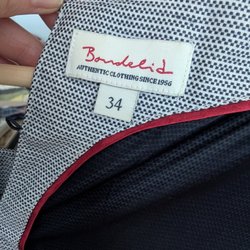 Bondelid
AUTHENTIC CLOTHING SINCE 1956
34